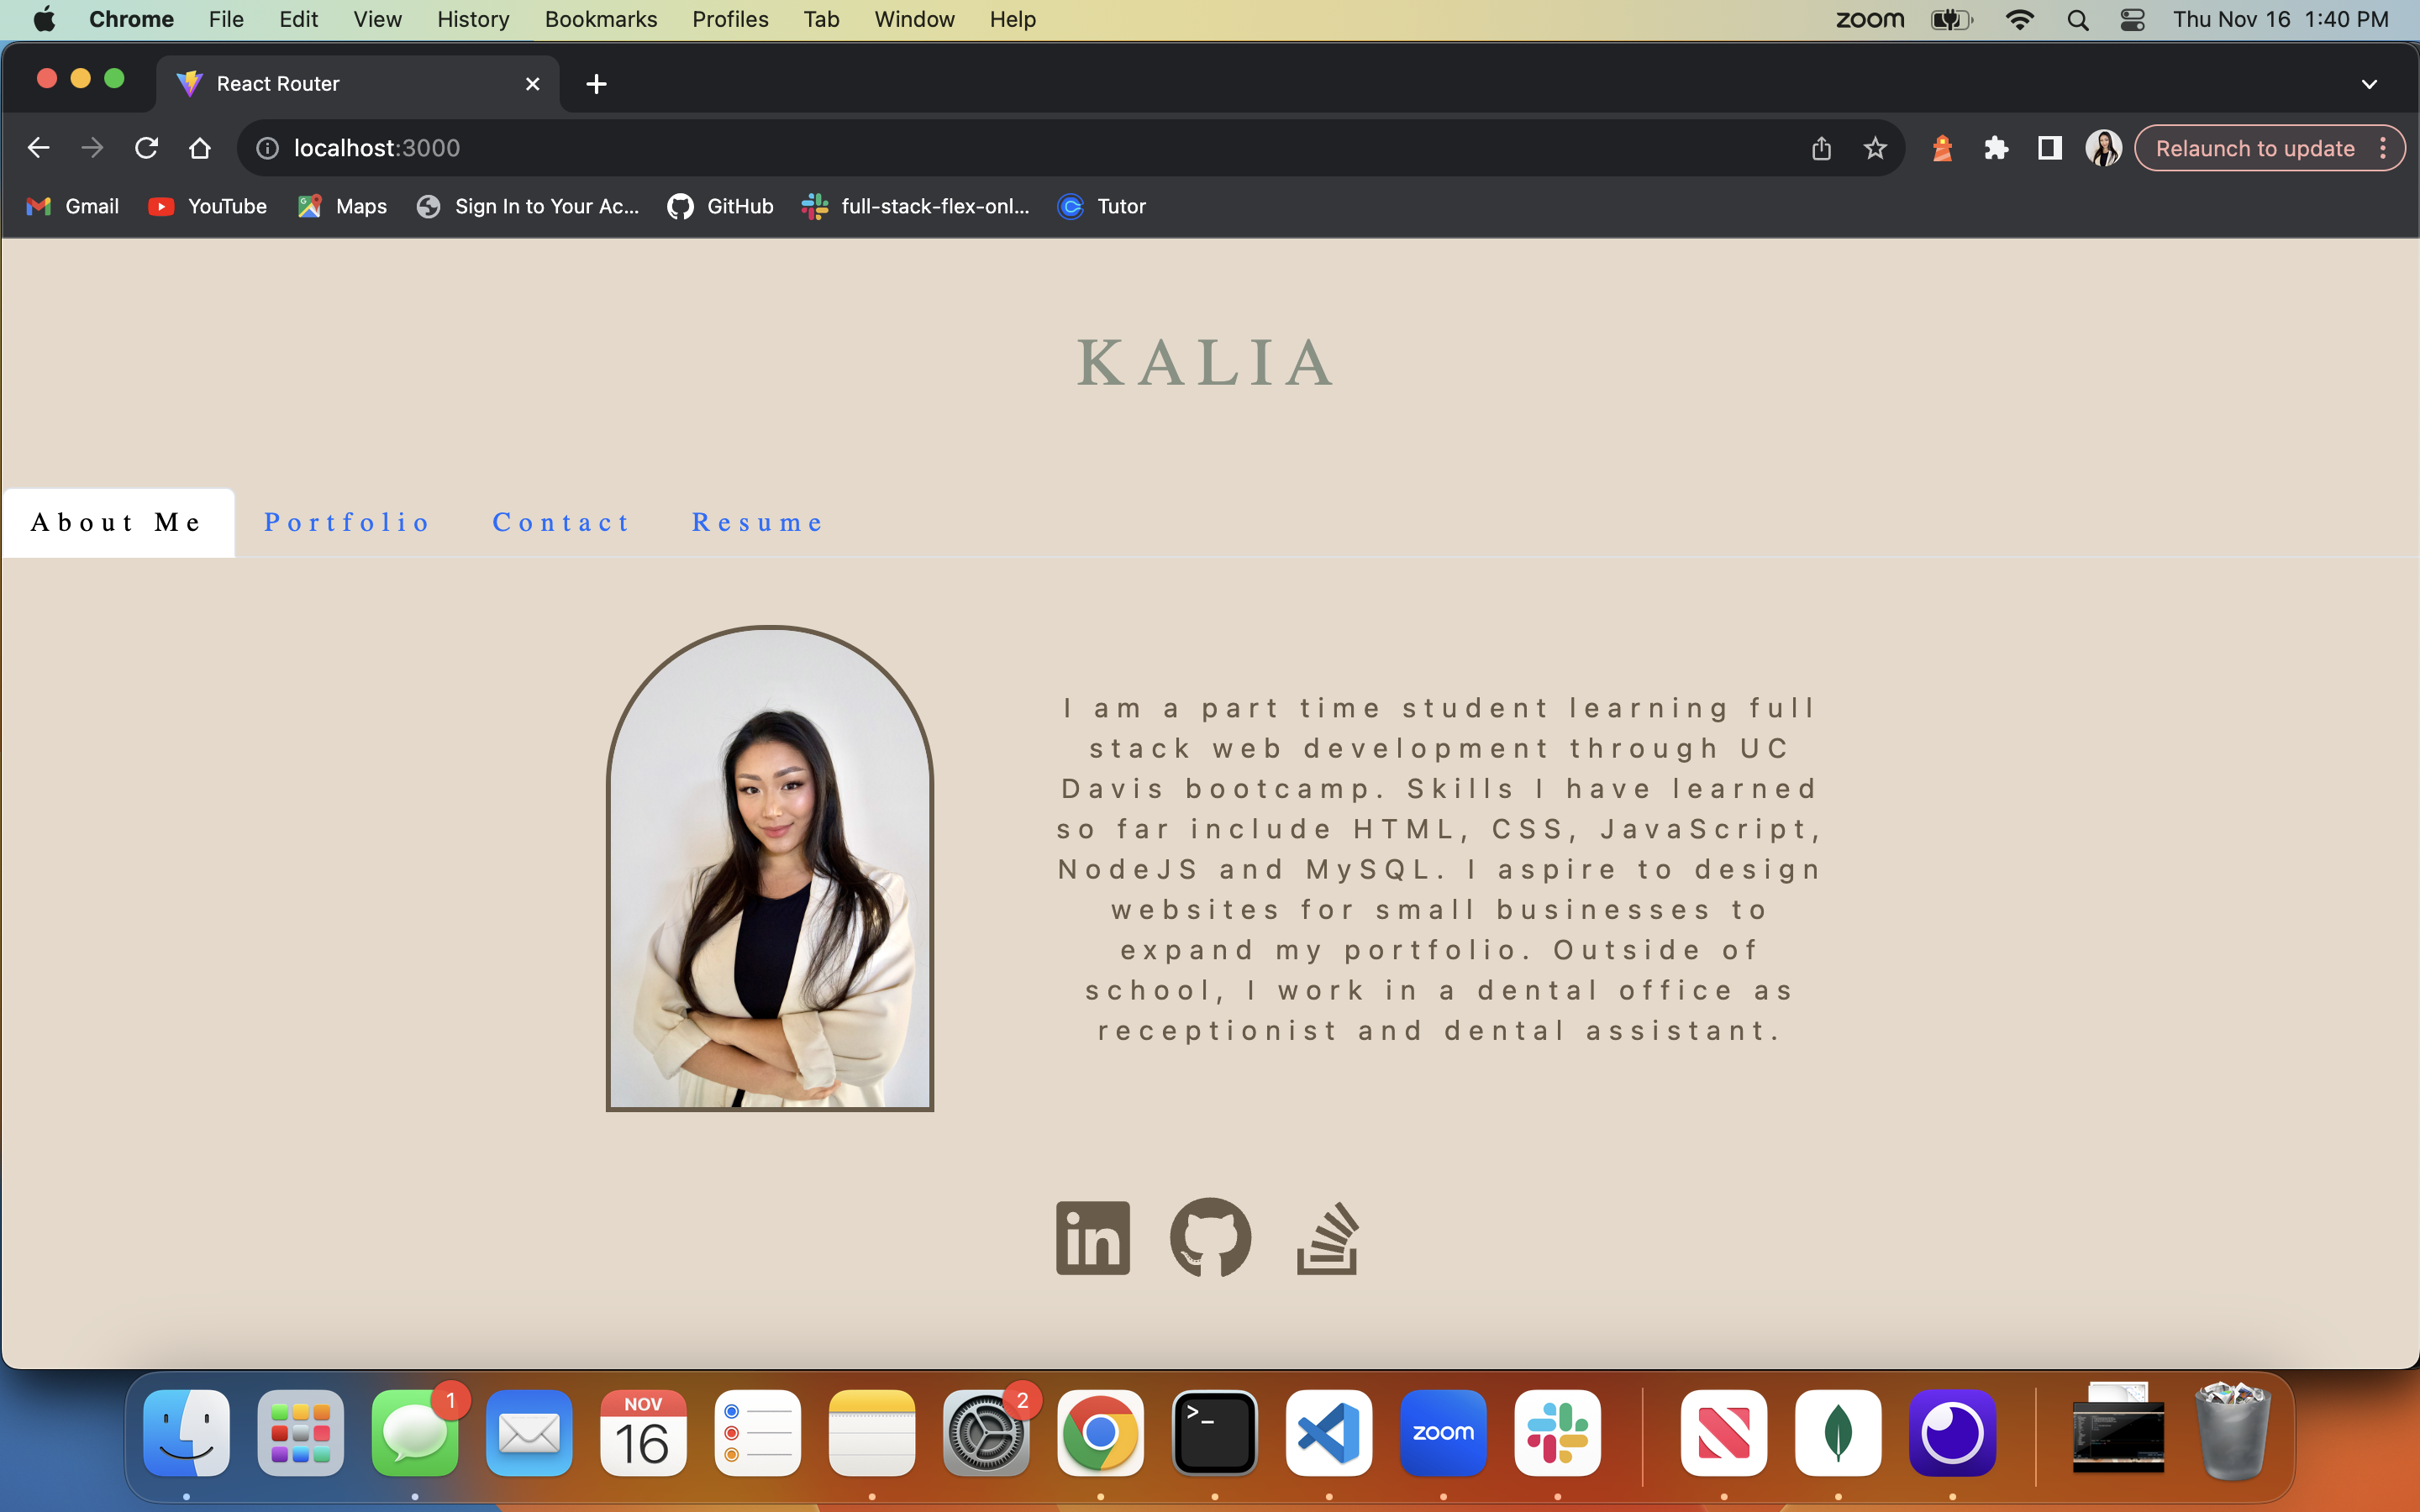 Chrome File Edit View History Bookmarks Profiles Tab Window Help zoom Thu Nov 16 1:40 PM
React Router
localhost:3000 Relaunch to update
Gmail YouTube Maps Sign In to Your Ac... GitHub full-stack-flex-onl... Tutor
KALIA
About Me Portfolio Contact Resume
I am a part time student learning full
stack web development through UC
Davis bootcamp. Skills I have learned
so far include HTML, CSS, JavaScript,
NodeJS and MySQL. I aspire to design
websites for small businesses to
expand my portfolio. Outside of
school, I work in a dental office as
receptionist and dental assistant.
in
1 NOV 2
16 >_ zoom